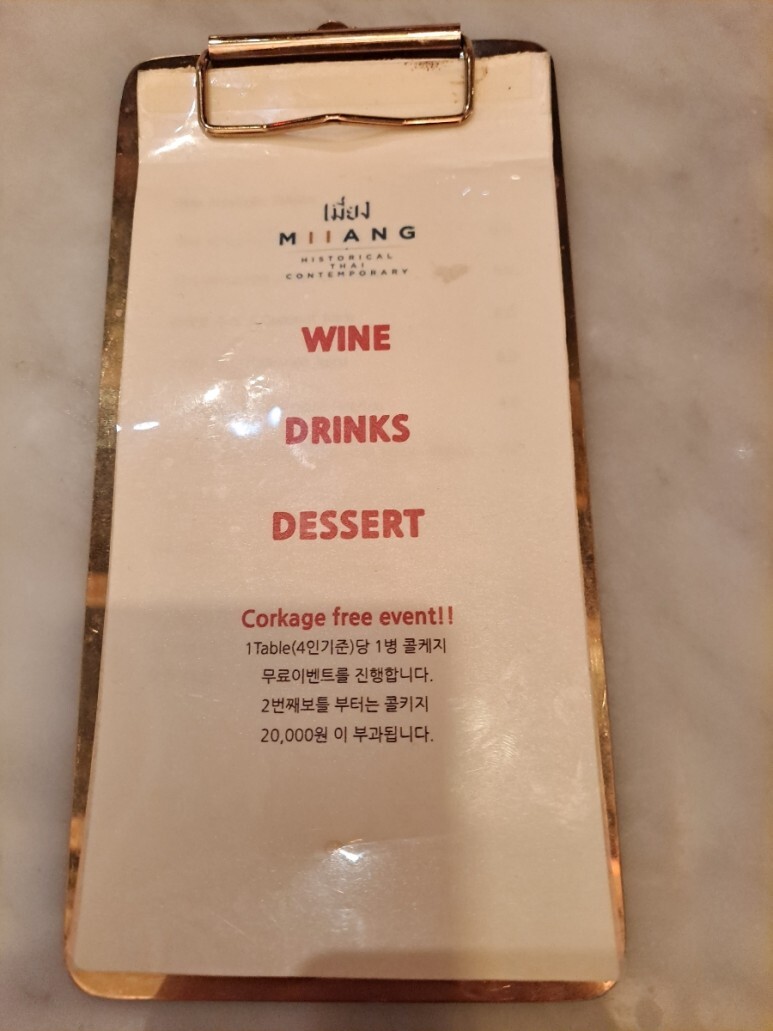 เมี่ยง
MIIANG
HISTORICAL
THAI
CONTEMPORARY
WINE
DRINKS
DESSERT
Corkage free event!!
1Table(4인기준)당 1병 콜케지
무료이벤트를 진행합니다.
2번째보틀 부터는 콜키지
20,000원 이 부과됩니다.